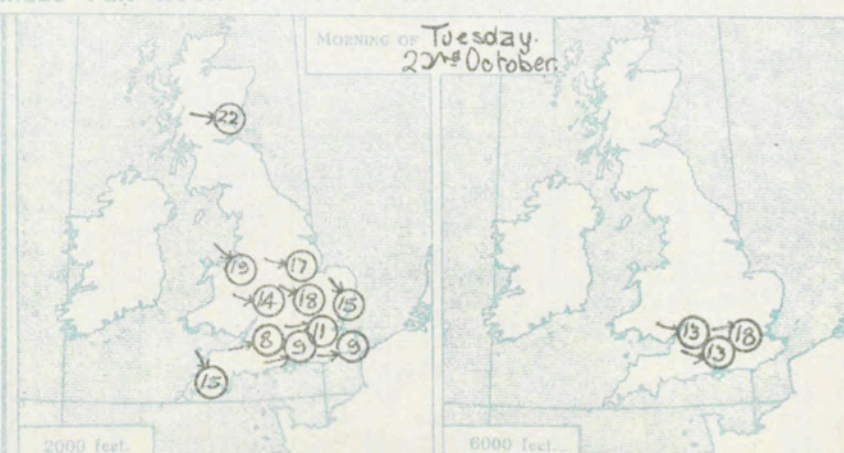 MORNING OF Tuesday.
22nd October.
22
19 17
14 18 15
8 9 11 9
15
13 18
13
2000 feet.
6000 feet.